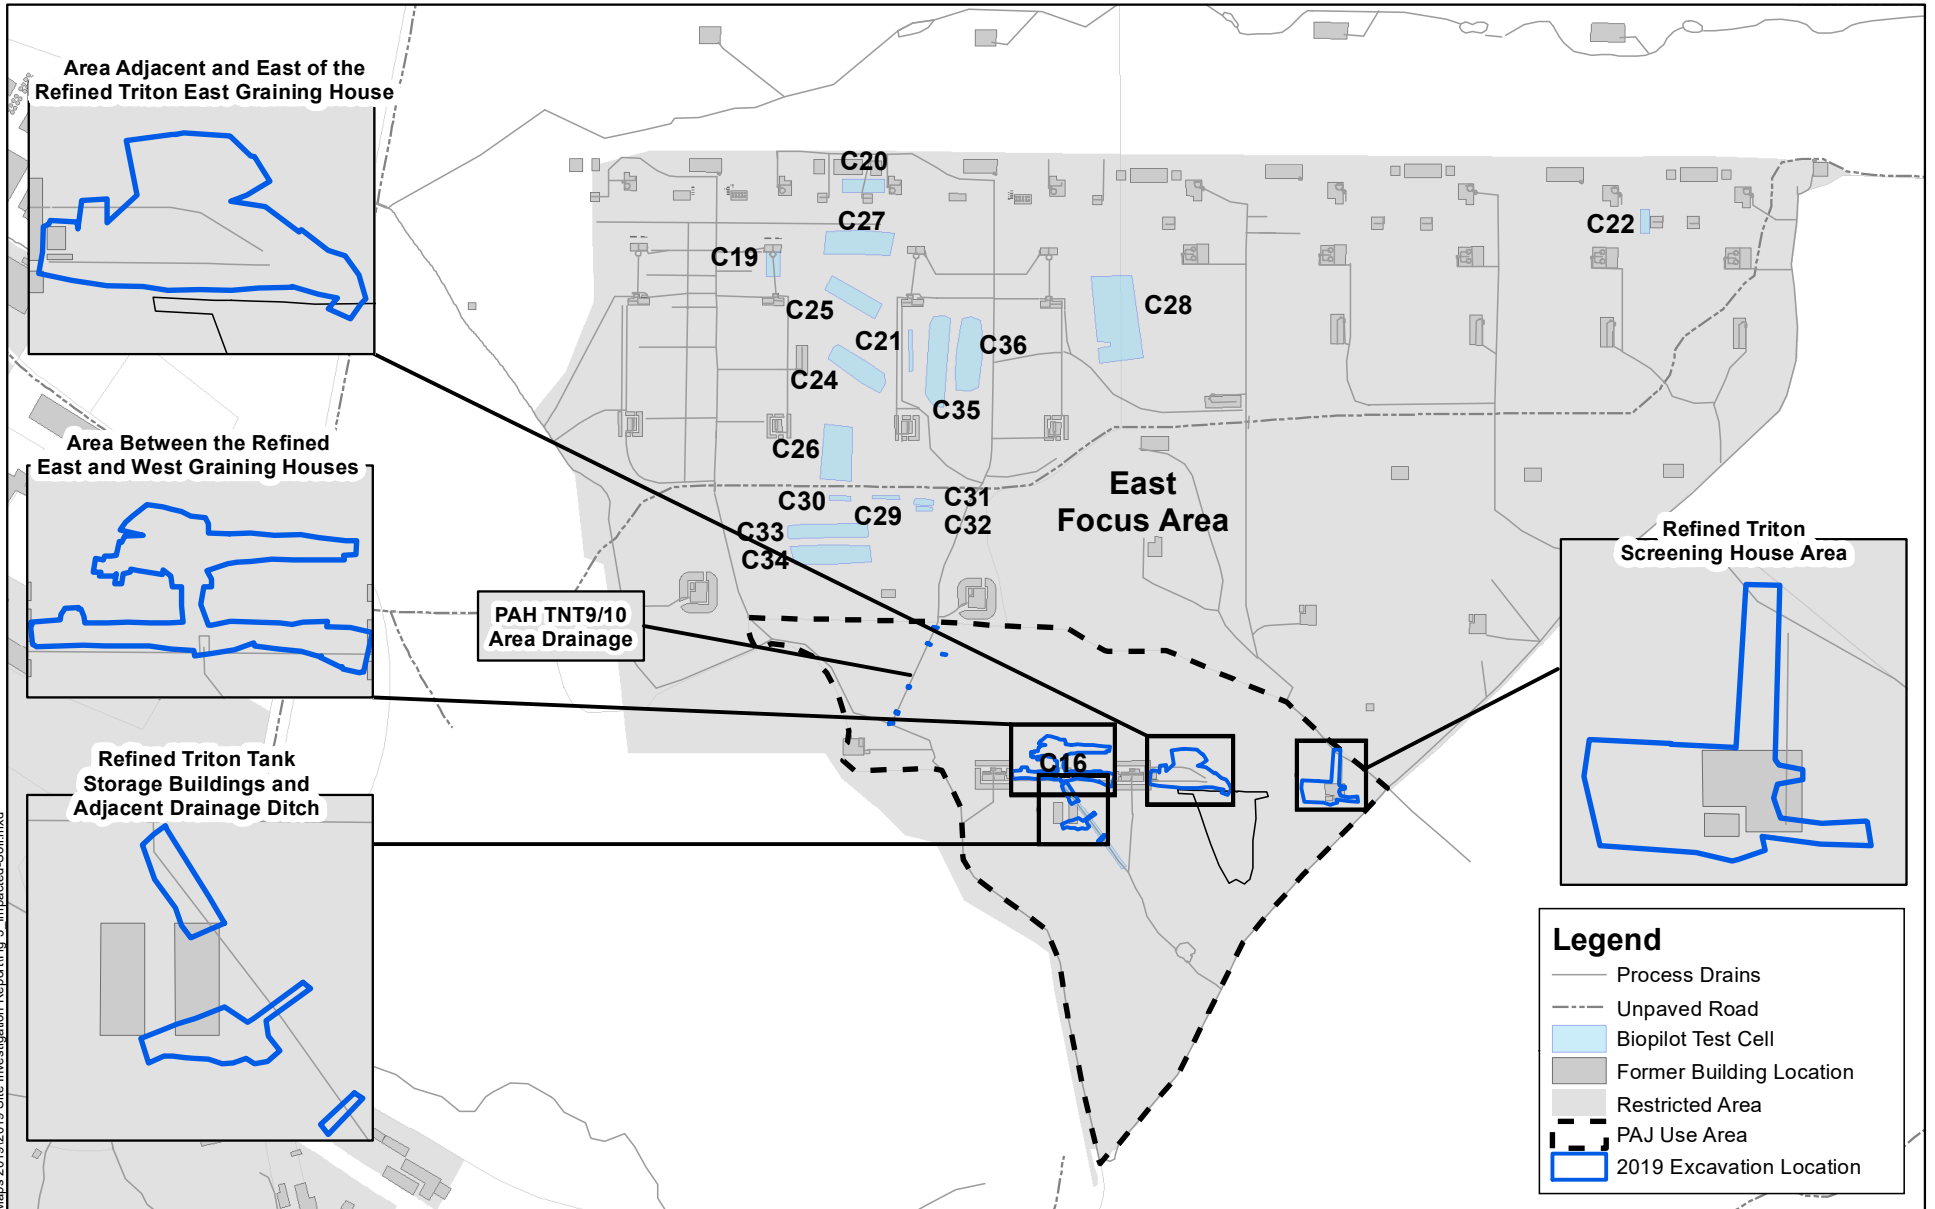 Area Adjacent and East of the
Refined Triton East Graining House
Area Between the Refined
East and West Graining Houses
Refined Triton Tank
Storage Buildings and
Adjacent Drainage Ditch
PAH TNT9/10
Area Drainage
C20
C27
C19
C25
C21
C36
C28
C22
C24
C35
C26
C30
C31
C29
C32
C33
C34
East
Focus Area
C16
Refined Triton
Screening House Area
Legend
Process Drains
Unpaved Road
Biopilot Test Cell
Former Building Location
Restricted Area
PAJ Use Area
2019 Excavation Location